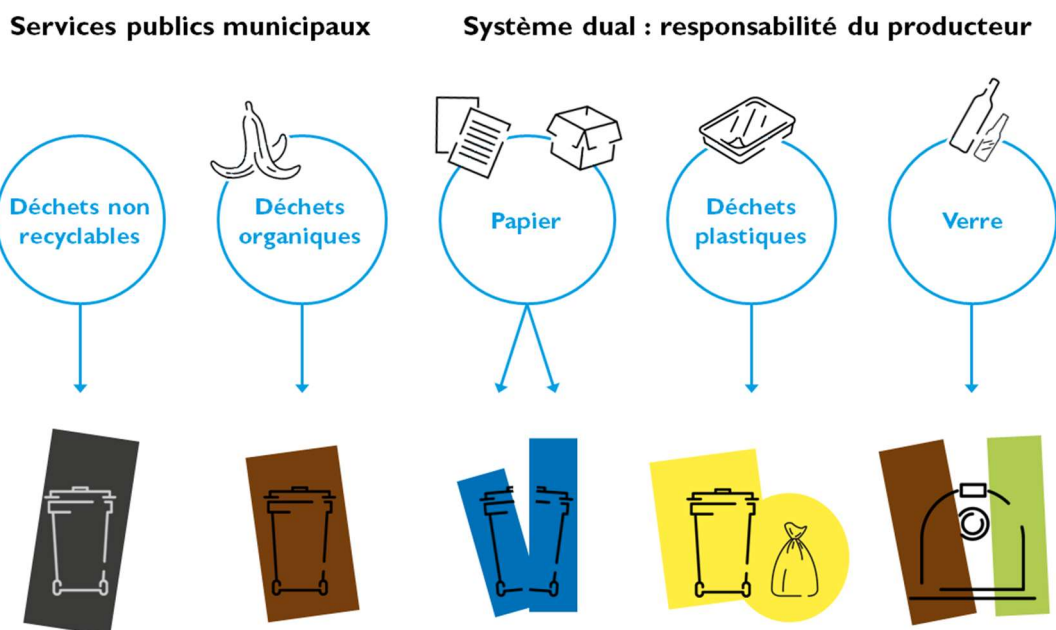 Services publics municipaux
Système dual : responsabilité du producteur
Déchets non
recyclables
Déchets
organiques
Papier
Déchets
plastiques
Verre